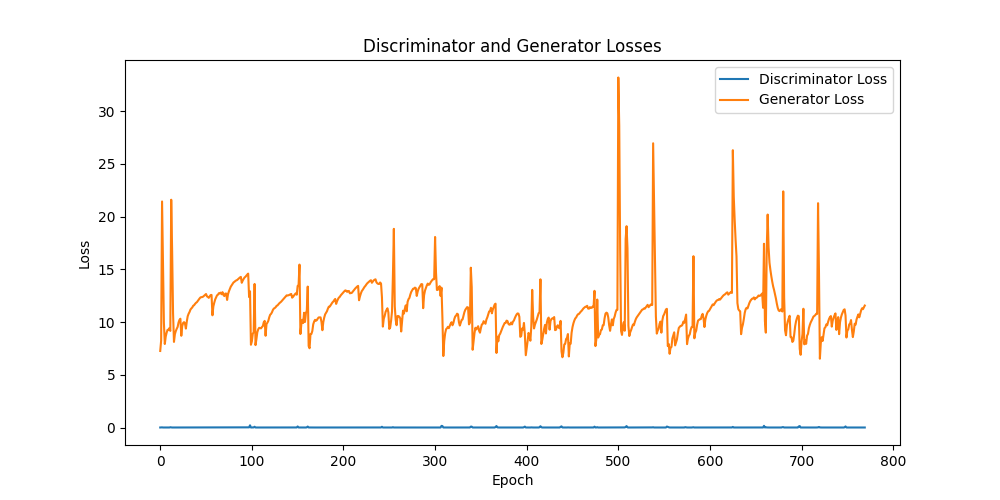 Discriminator and Generator Losses
Discriminator Loss
Generator Loss
30
25
20
15
10
5
0
Loss
0 100 200 300 400 500 600 700 800
Epoch